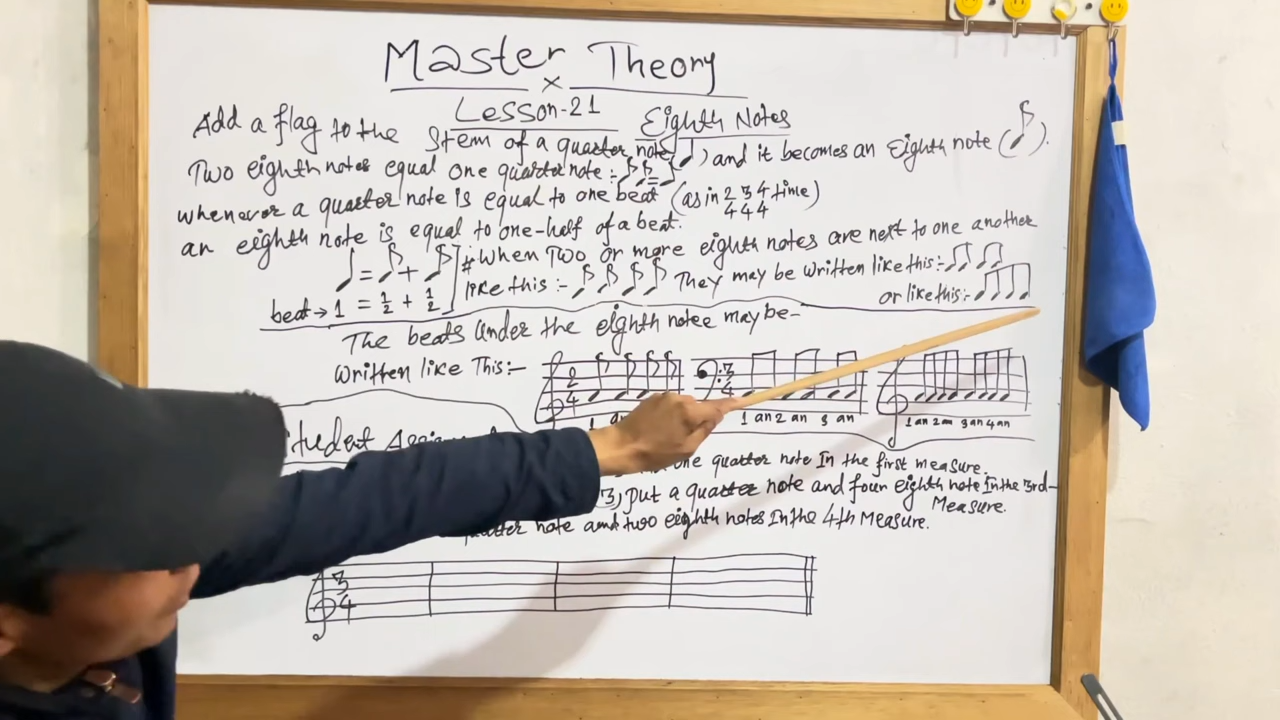 Master Theory
Lesson-21
Eighth Notes
Add a flag to the Stem of a quarter note (♩) and it becomes an Eighth note (♪).
Two eighth notes equal one quarter note :- ♪♪=♩
whenever a quarter note is equal to one beat (as in 2 3 4 time)
4 4 4
an eighth note is equal to one-half of a beat.
♩ = ♪ + ♪
beat → 1 = 1/2 + 1/2
# When Two or more eighth notes are next to one another
like this :- ♪ ♪ ♪ ♪ They may be written like this:- ♫ ♫
or like this:-
The beats under the eighth notee may be-
Written like This:-
2
4
3
4
1 an 2 an 3 an
1 an 2 an 3 an 4 an
one quarter note In the first measure.
3) Put a quarter note and four eighth note In the 3rd-
Measure.
quarter note and two eighth notes In the 4th Measure.
3
4